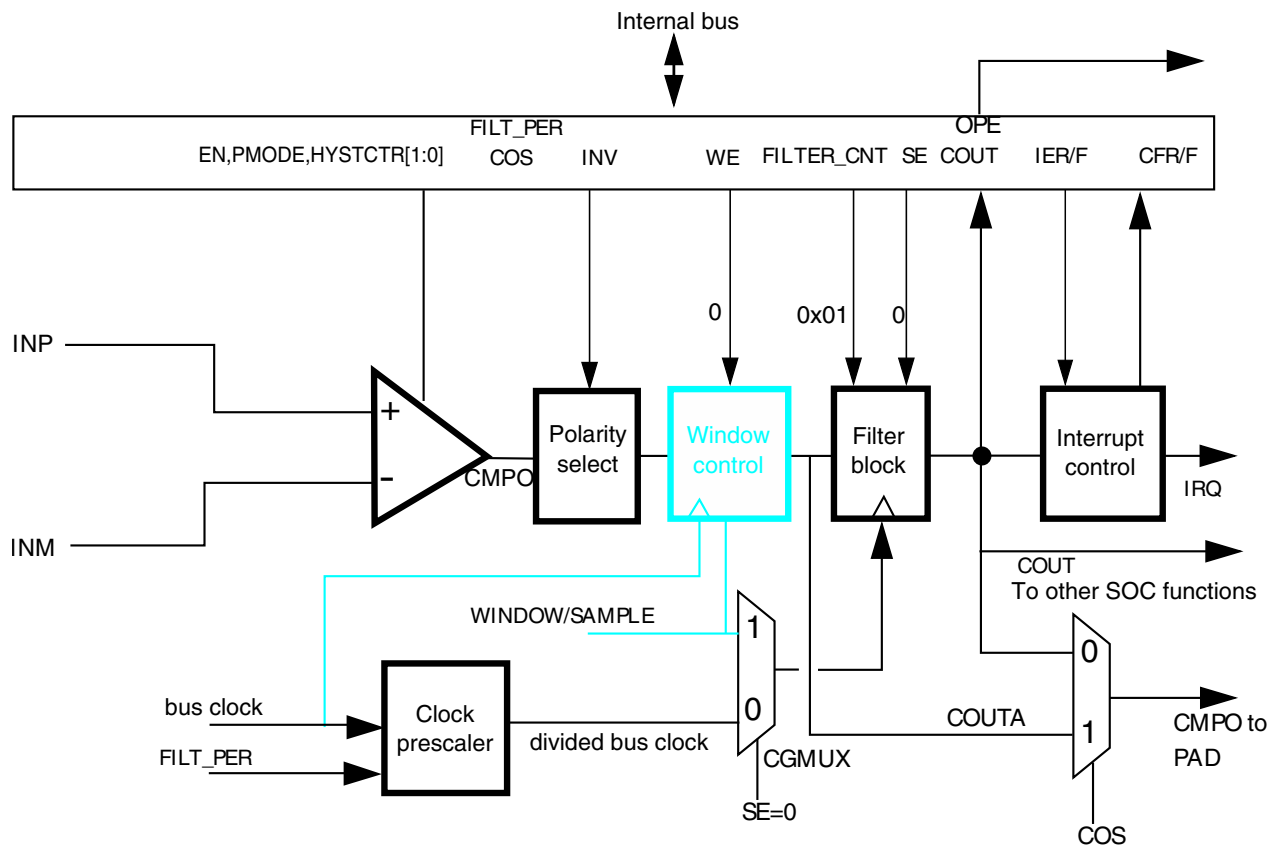 Internal bus
FILT_PER
OPE
EN,PMODE,HYSTCTR[1:0]
COS
INV
WE
FILTER_CNT
SE
COUT
IER/F
CFR/F
0
0x01
0
INP
+
-
CMPO
Polarity
select
Window
control
Filter
block
Interrupt
control
IRQ
INM
COUT
To other SOC functions
WINDOW/SAMPLE
1
0
bus clock
FILT_PER
Clock
prescaler
divided bus clock
CGMUX
SE=0
COUTA
0
1
CMPO to
PAD
COS